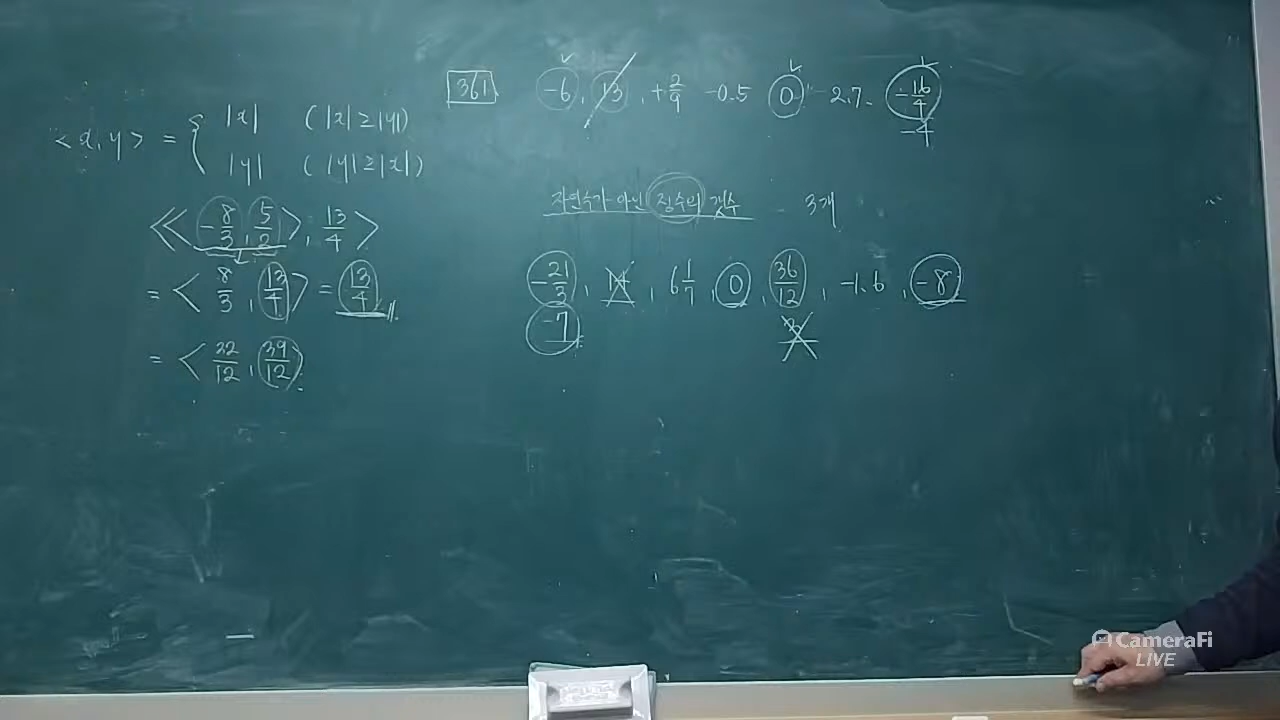 <x, y> = { |x| ( |x| ≥ |y| )
|y| ( |y| ≥ |x| )
<< -8/3, 5/2 >, 13/4 >
= < 8/3, 13/4 > = 13/4
= < 32/12, 39/12 >
361 -6, 13, +2/9 -0.5 0 2.7 -16/4
-4
자연수가 아닌 정수의 갯수 3개
-21/3, 14, 6 1/7, 0, 36/12, -1.6, -8
-7 3
CameraFi
LIVE